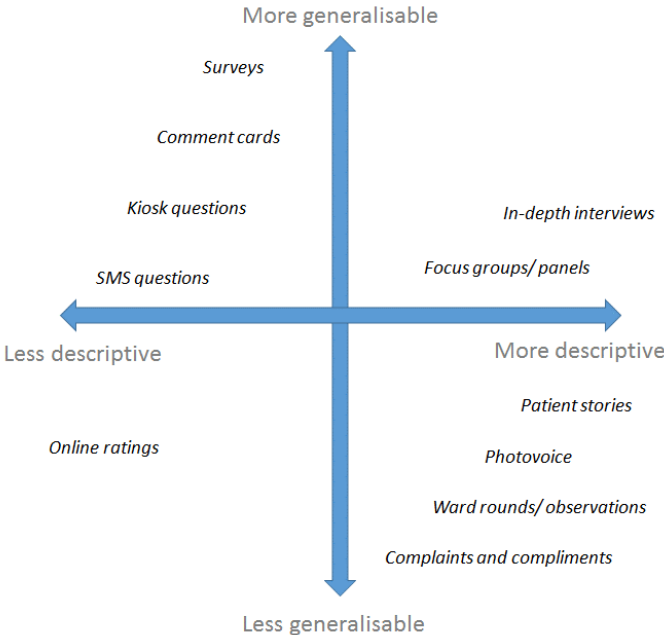 More generalisable
Surveys
Comment cards
Kiosk questions
In-depth interviews
Focus groups/ panels
SMS questions
Less descriptive
More descriptive
Patient stories
Online ratings
Photovoice
Ward rounds/ observations
Complaints and compliments
Less generalisable